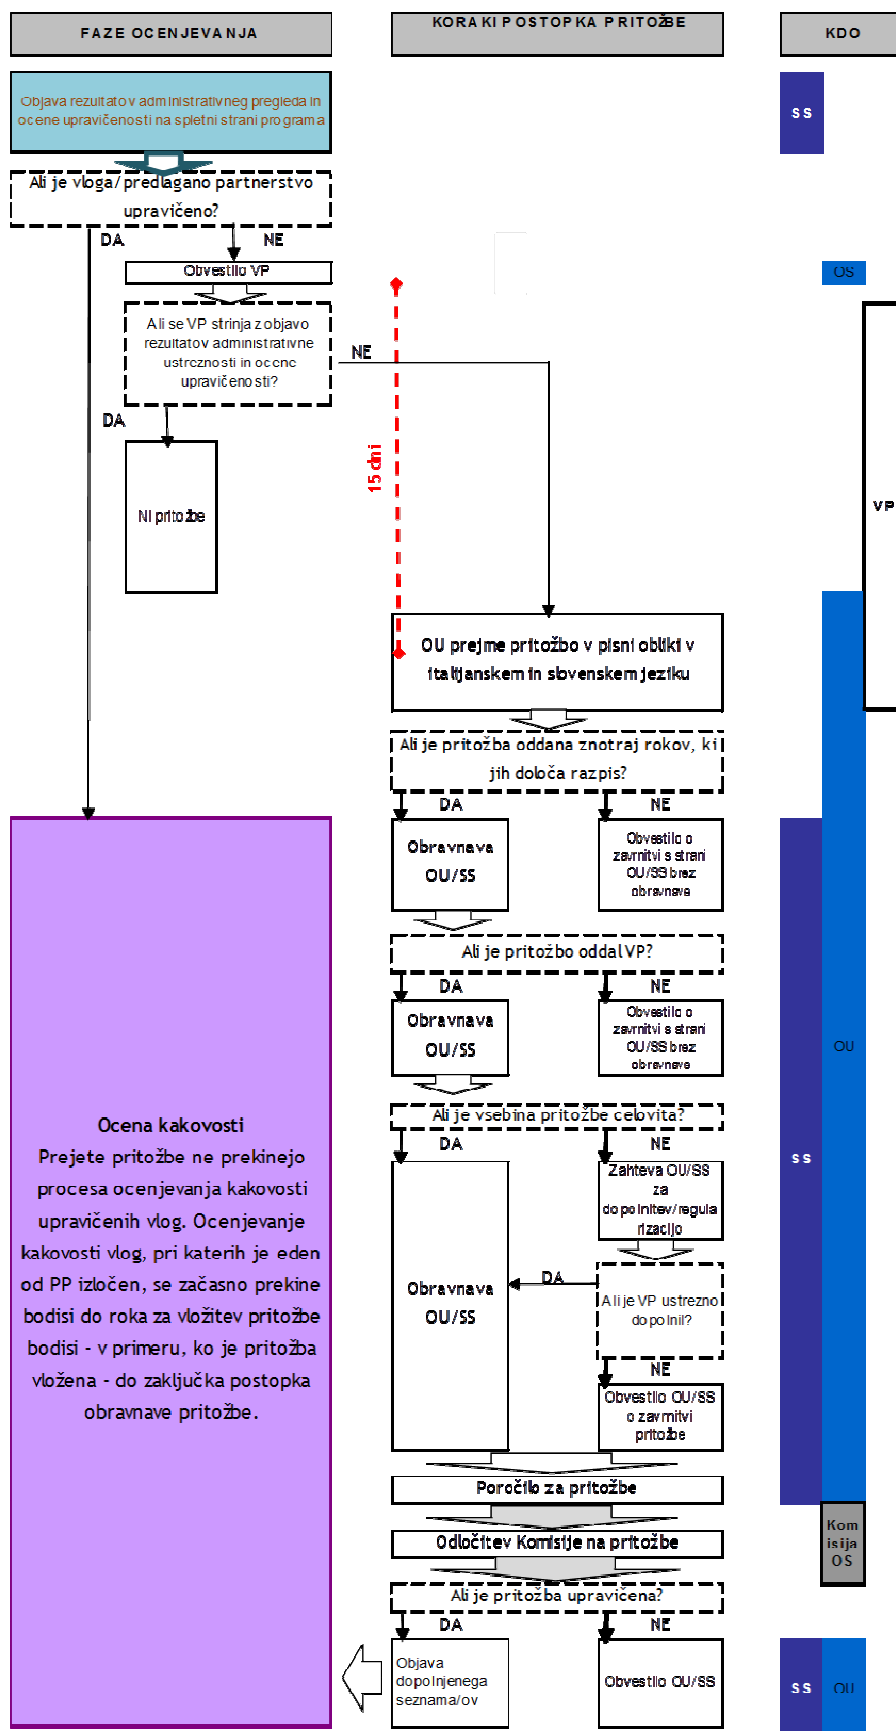 FAZE OCENJEVANJA
KORAKI POSTOPKA PRITOŽBE
KDO
Objava rezultatov administrativnega pregleda in
ocene upravičenosti na spletni strani programa
SS
Ali je vloga/predlagano partnerstvo
upravičeno?
DA
NE
Obvestilo VP
OS
Ali se VP strinja z objavo
rezultatov administrativne
ustreznosti in ocene
upravičenosti?
NE
DA
15 dni
Ni pritožbe
VP
OU prejme pritožbo v pisni obliki v
italijanskem in slovenskem jeziku
Ali je pritožba oddana znotraj rokov, ki
jih določa razpis?
DA
NE
Obravnava
OU/SS
Obvestilo o
zavrnitvi s strani
OU/SS brez
obravnave
Ali je pritožbo oddal VP?
DA
NE
Obravnava
OU/SS
Obvestilo o
zavrnitvi s strani
OU/SS brez
obravnave
OU
Ali je vsebina pritožbe celovita?
DA
NE
SS
Zahteva OU/SS
za
dopolnitev/regula
rizacijo
Obravnava
OU/SS
DA
Ali je VP ustrezno
dopolnil?
NE
Obvestilo OU/SS
o zavrnitvi
pritožbe
Ocena kakovosti
Prejete pritožbe ne prekinejo
procesa ocenjevanja kakovosti
upravičenih vlog. Ocenjevanje
kakovosti vlog, pri katerih je eden
od PP izločen, se začasno prekine
bodisi do roka za vložitev pritožbe
bodisi - v primeru, ko je pritožba
vložena - do zaključka postopka
obravnave pritožbe.
Poročilo za pritožbe
Odločitev Komisije na pritožbe
Kom
isija
OS
Ali je pritožba upravičena?
DA
NE
Objava
dopolnjenega
seznama/ov
Obvestilo OU/SS
SS
OU